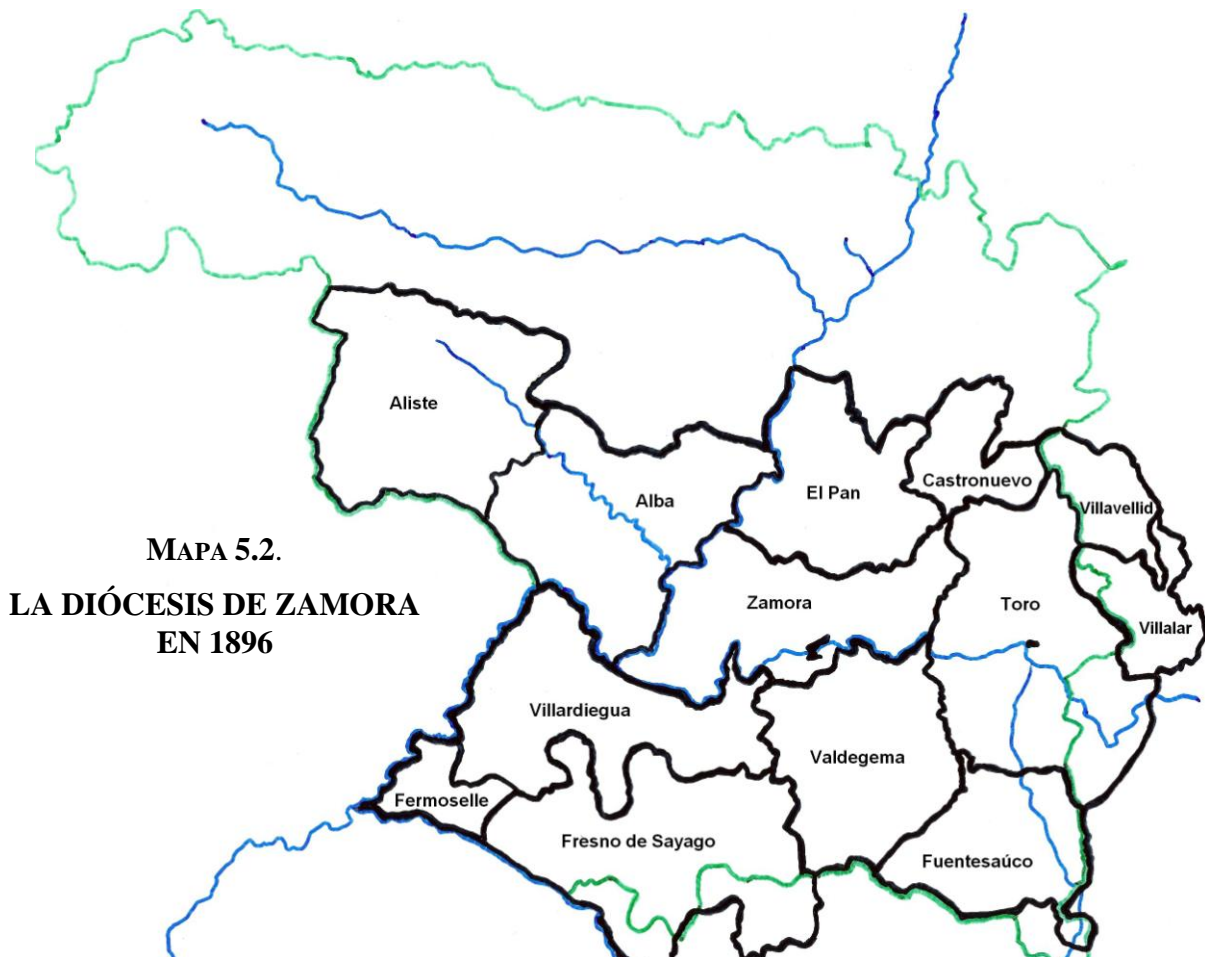 Aliste
Alba
El Pan
Castronuevo
Villavellid
MAPA 5.2.
LA DIÓCESIS DE ZAMORA
EN 1896
Zamora
Toro
Villalar
Villardiegua
Valdegema
Fermoselle
Fresno de Sayago
Fuentesaúco